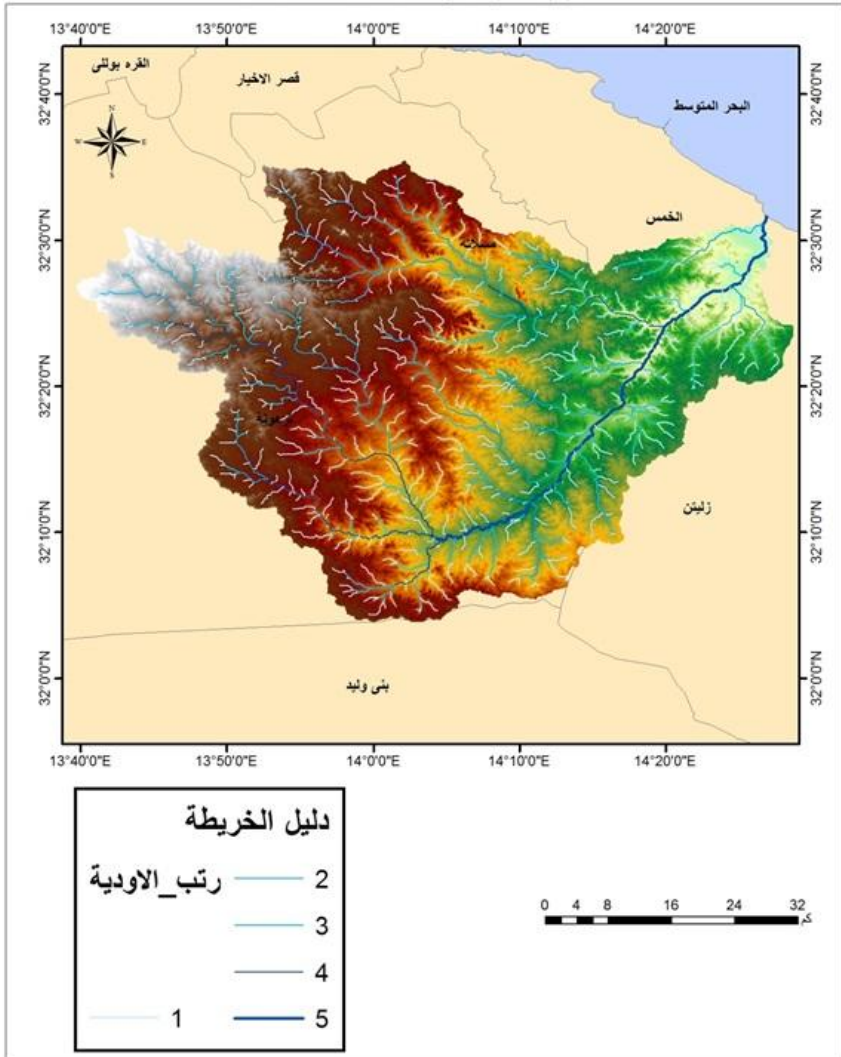 13°40'0"E 13°50'0"E 14°0'0"E 14°10'0"E 14°20'0"E
القره بوللى
قصر الاخيار
البحر المتوسط
N
W E
S
الخمس
مسلاتة
زليتن
بنى وليد
32°40'0"N 32°40'0"N
32°30'0"N 32°30'0"N
32°20'0"N 32°20'0"N
32°10'0"N 32°10'0"N
32°0'0"N 32°0'0"N
13°40'0"E 13°50'0"E 14°0'0"E 14°10'0"E 14°20'0"E
دليل الخريطة
رتب_الاودية
1
2
3
4
5
0 4 8 16 24 32
كم